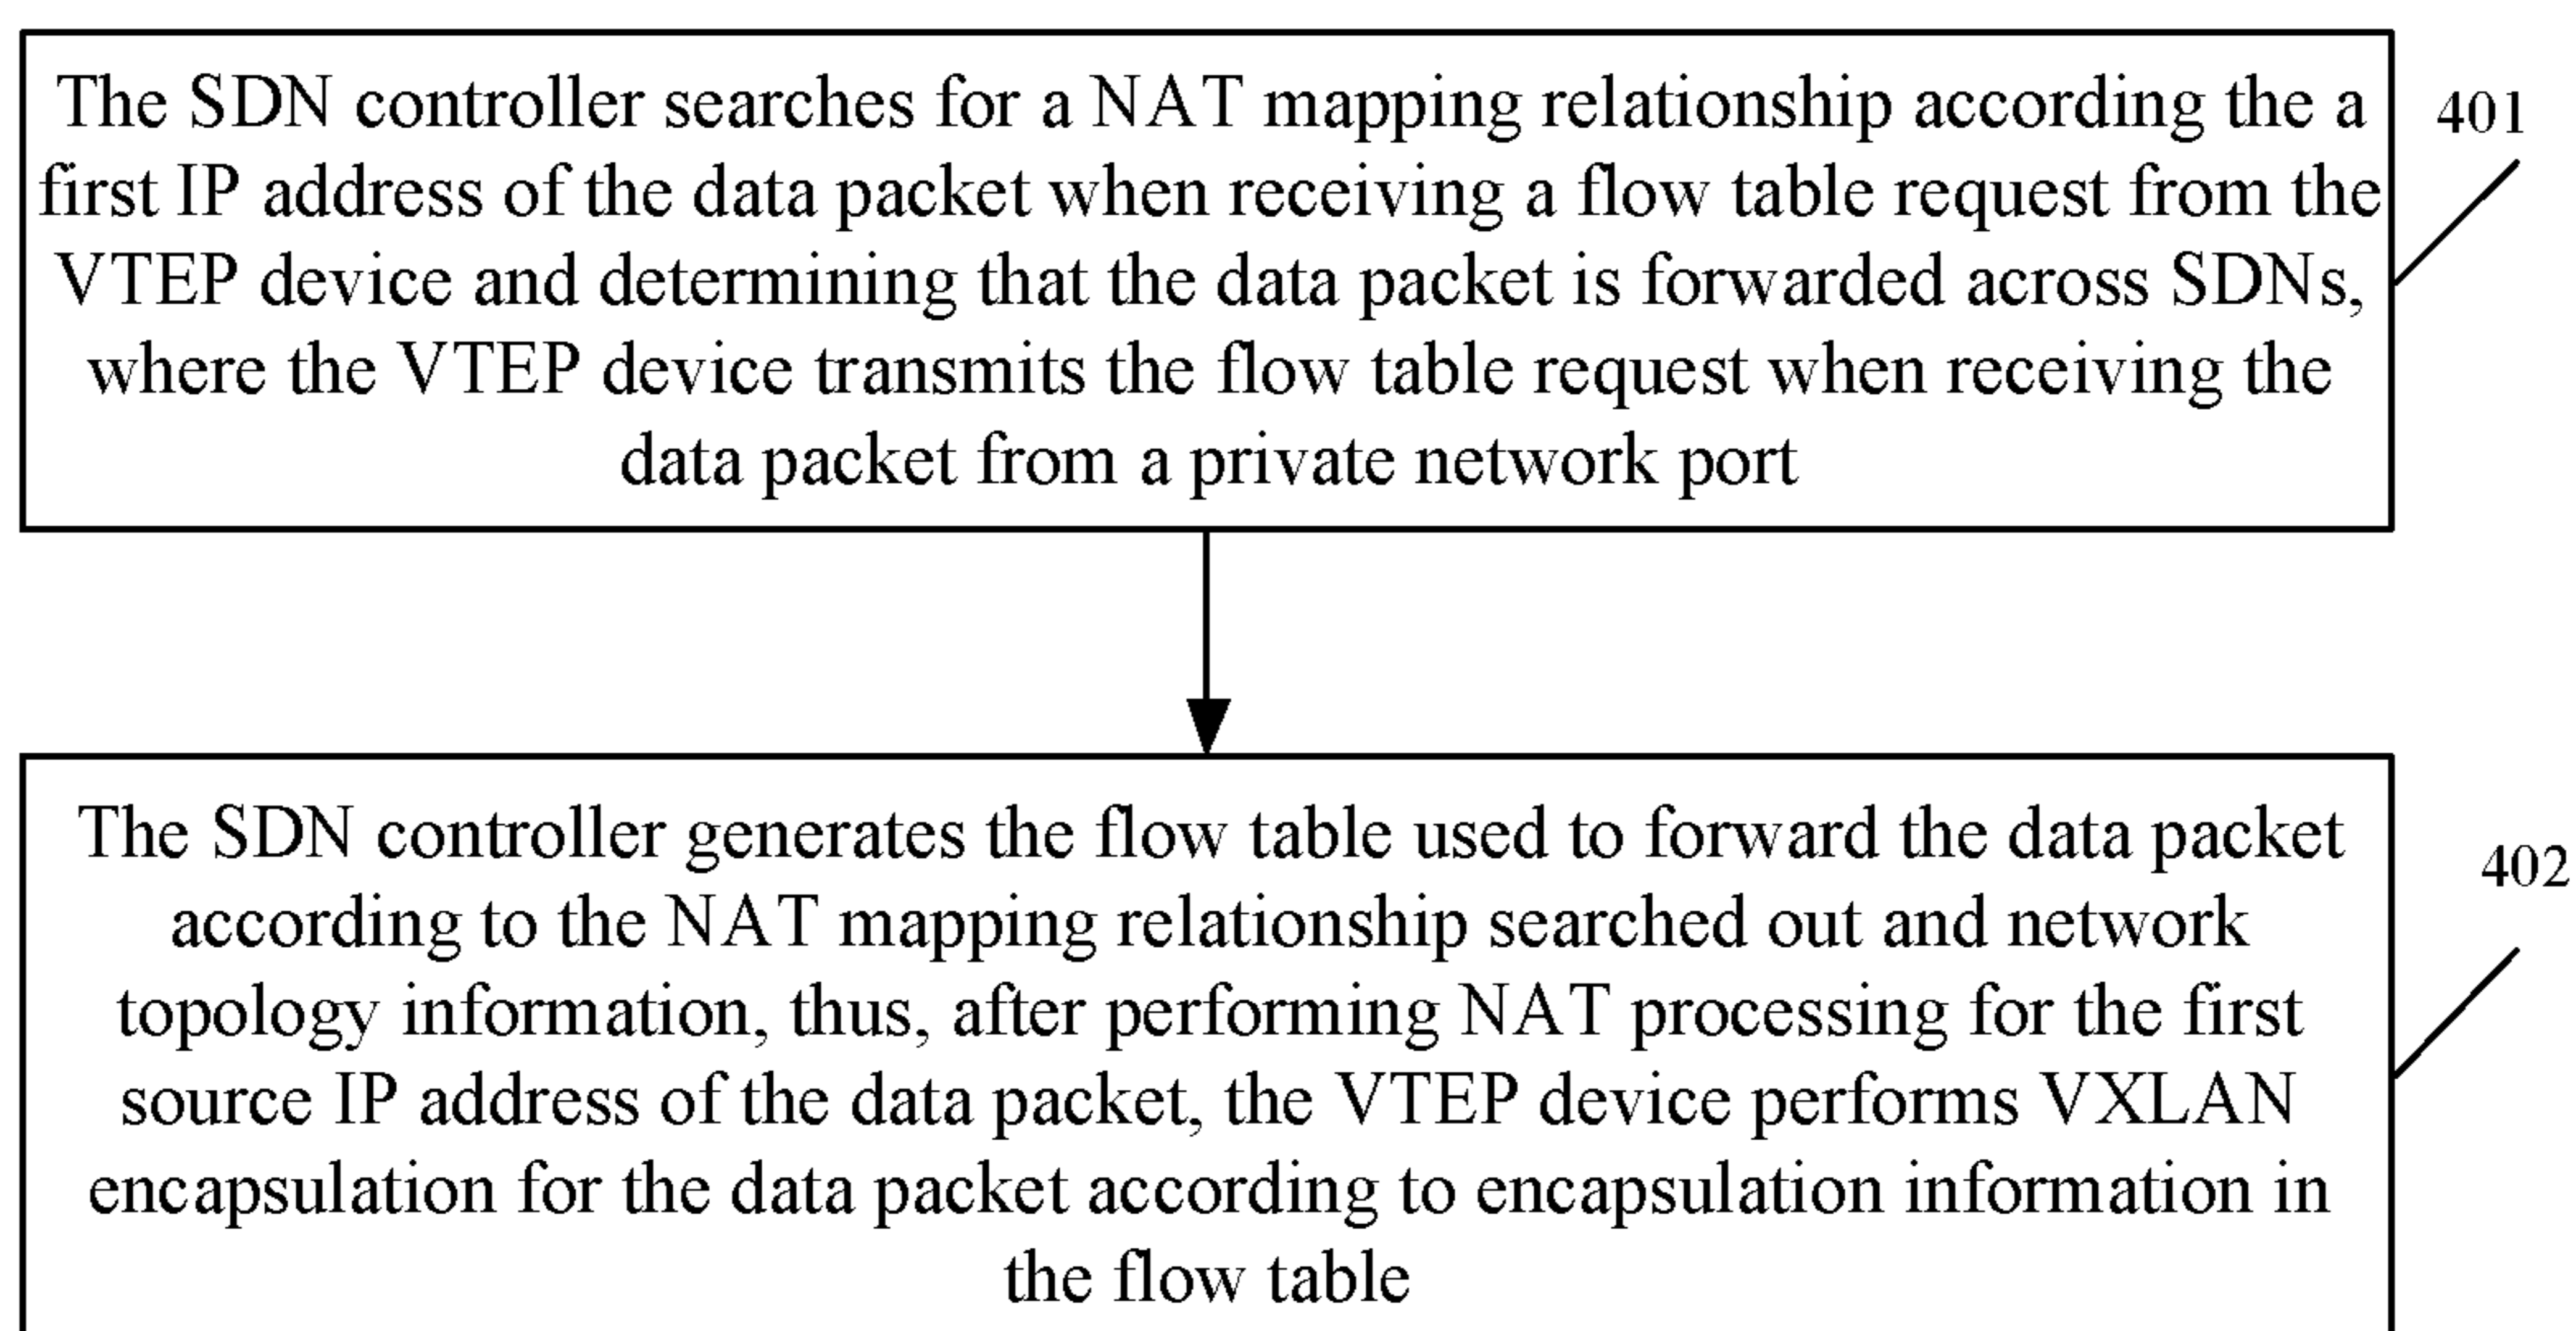 The SDN controller searches for a NAT mapping relationship according the a
first IP address of the data packet when receiving a flow table request from the
VTEP device and determining that the data packet is forwarded across SDNs,
where the VTEP device transmits the flow table request when receiving the
data packet from a private network port
401
The SDN controller generates the flow table used to forward the data packet
according to the NAT mapping relationship searched out and network
topology information, thus, after performing NAT processing for the first
source IP address of the data packet, the VTEP device performs VXLAN
encapsulation for the data packet according to encapsulation information in
the flow table
402